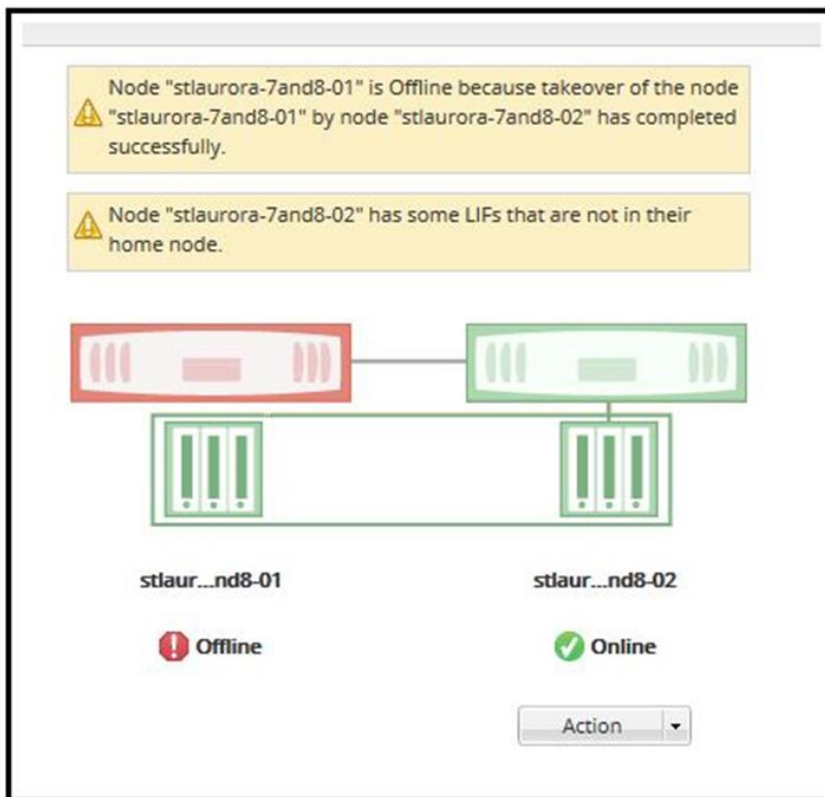 Node "stlaurora-7and8-01" is Offline because takeover of the node
"stlaurora-7and8-01" by node "stlaurora-7and8-02" has completed
successfully.
Node "stlaurora-7and8-02" has some LIFs that are not in their
home node.
stlaur...nd8-01
stlaur...nd8-02
Offline
Online
Action